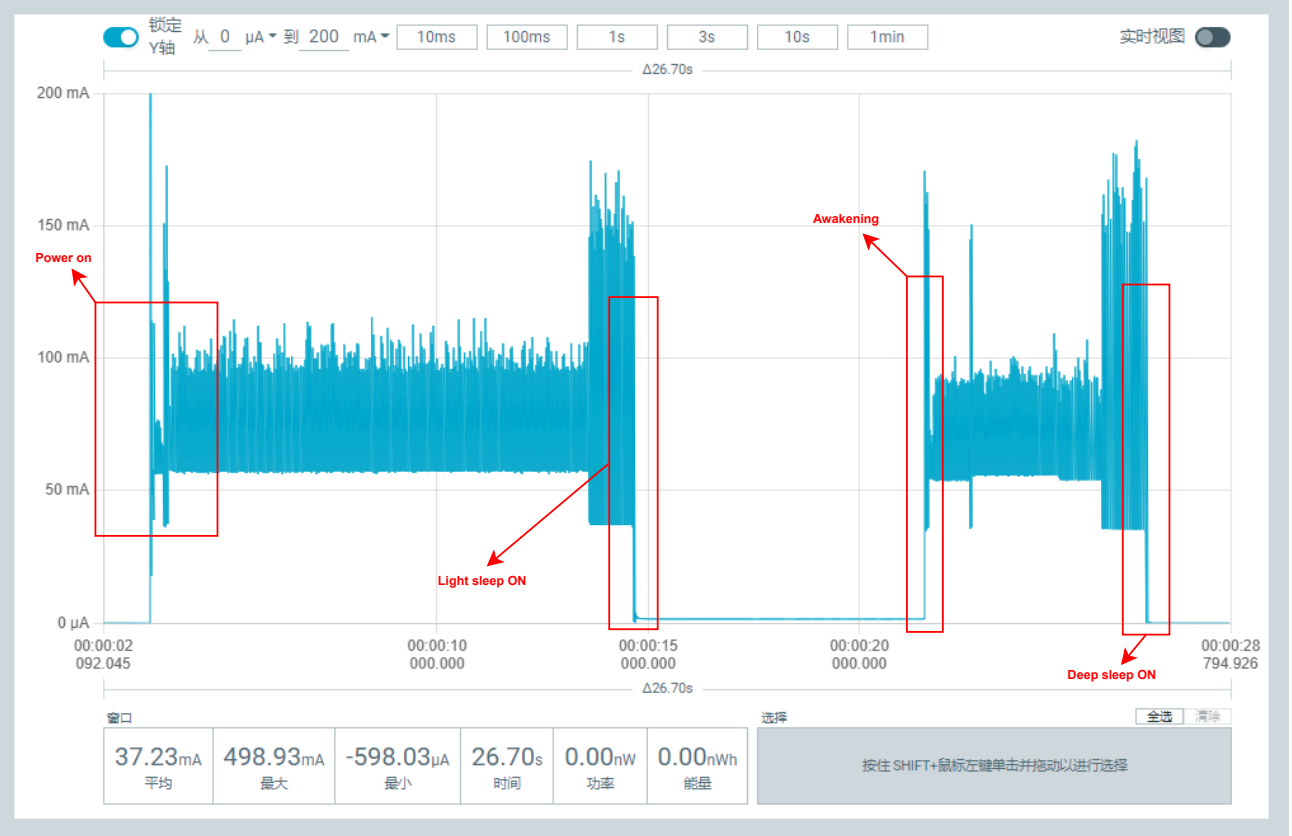 锁定
Y轴
从 0 μA 到 200 mA 10ms 100ms 1s 3s 10s 1min 实时视图
Δ26.70s
200 mA
150 mA
100 mA
50 mA
0 μA
Power on
Light sleep ON
Awakening
Deep sleep ON
00:00:02 00:00:10 00:00:15 00:00:20 00:00:28
092.045 000.000 000.000 000.000 794.926
Δ26.70s
窗口 选择 全选 清除
37.23mA 498.93mA -598.03μA 26.70s 0.00nW 0.00nWh
平均 最大 最小 时间 功率 能量
按住 SHIFT+鼠标左键单击并拖动以进行选择